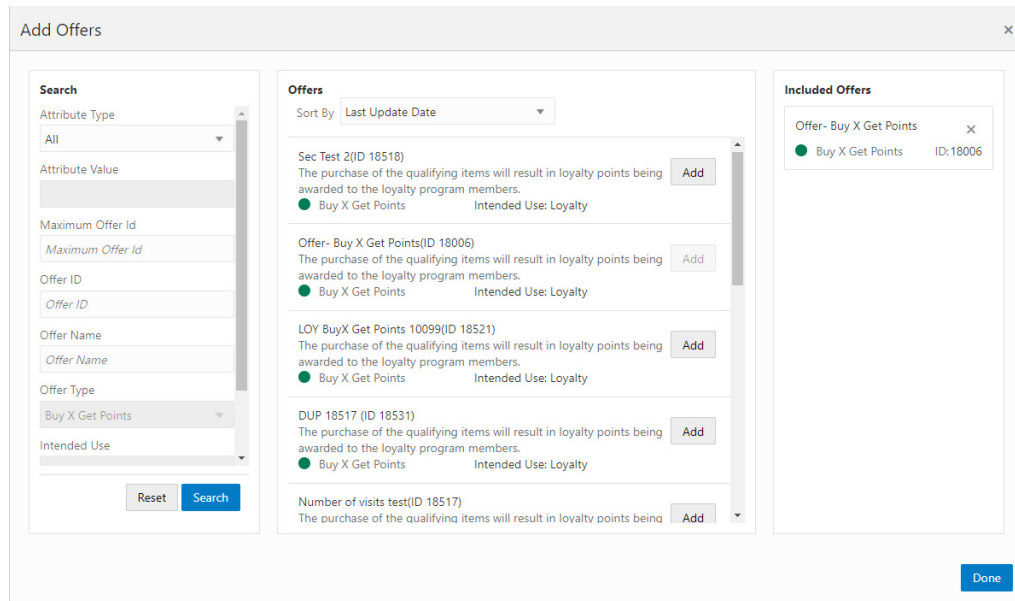 Add Offers
×
Search
Attribute Type
All
Attribute Value
Maximum Offer Id
Maximum Offer Id
Offer ID
Offer ID
Offer Name
Offer Name
Offer Type
Buy X Get Points
Intended Use
Reset Search
Offers
Sort By Last Update Date
Sec Test 2(ID 18518)
The purchase of the qualifying items will result in loyalty points being
awarded to the loyalty program members.
Buy X Get Points Intended Use: Loyalty
Add
Offer- Buy X Get Points(ID 18006)
The purchase of the qualifying items will result in loyalty points being
awarded to the loyalty program members.
Buy X Get Points Intended Use: Loyalty
Add
LOY BuyX Get Points 10099(ID 18521)
The purchase of the qualifying items will result in loyalty points being
awarded to the loyalty program members.
Buy X Get Points Intended Use: Loyalty
Add
DUP 18517 (ID 18531)
The purchase of the qualifying items will result in loyalty points being
awarded to the loyalty program members.
Buy X Get Points Intended Use: Loyalty
Add
Number of visits test(ID 18517)
The purchase of the qualifying items will result in loyalty points being
Add
Included Offers
Offer- Buy X Get Points ×
Buy X Get Points ID:18006
Done